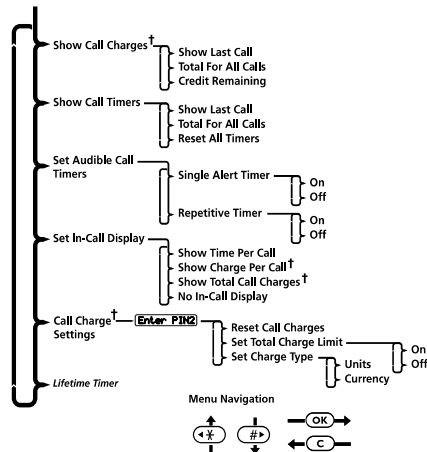 Show Call Charges†
Show Last Call
Total For All Calls
Credit Remaining
Show Call Timers
Show Last Call
Total For All Calls
Reset All Timers
Set Audible Call
Timers
Single Alert Timer
On
Off
Repetitive Timer
On
Off
Set In-Call Display
Show Time Per Call
Show Charge Per Call†
Show Total Call Charges†
No In-Call Display
Call Charge†
Settings
Enter PIN2
Reset Call Charges
Set Total Charge Limit
On
Off
Set Charge Type
Units
Currency
Lifetime Timer
Menu Navigation
* # OK
C